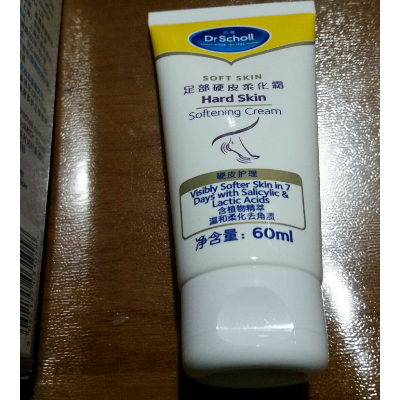 Dr Scholl
SOFT SKIN
足部硬皮柔化霜
Hard Skin
Softening Cream
硬皮护理
Visibly Softer Skin in 7
Days with Salicylic &
Lactic Acids
含植物精萃
温和柔化去角质
净含量：60ml